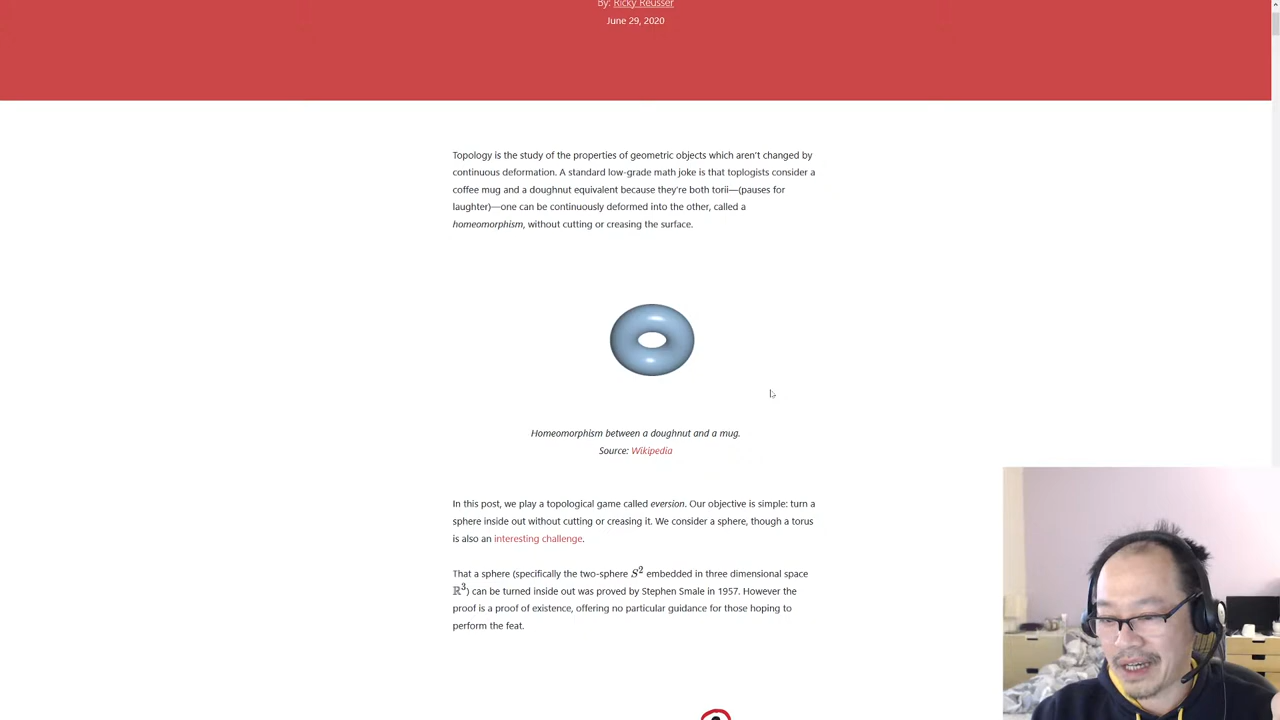 By: Ricky Reusser
June 29, 2020
Topology is the study of the properties of geometric objects which aren't changed by
continuous deformation. A standard low-grade math joke is that toplogists consider a
coffee mug and a doughnut equivalent because they're both torii—(pauses for
laughter)—one can be continuously deformed into the other, called a
homeomorphism, without cutting or creasing the surface.
Homeomorphism between a doughnut and a mug.
Source: Wikipedia
In this post, we play a topological game called eversion. Our objective is simple: turn a
sphere inside out without cutting or creasing it. We consider a sphere, though a torus
is also an interesting challenge.
That a sphere (specifically the two-sphere S² embedded in three dimensional space
ℝ³) can be turned inside out was proved by Stephen Smale in 1957. However the
proof is a proof of existence, offering no particular guidance for those hoping to
perform the feat.